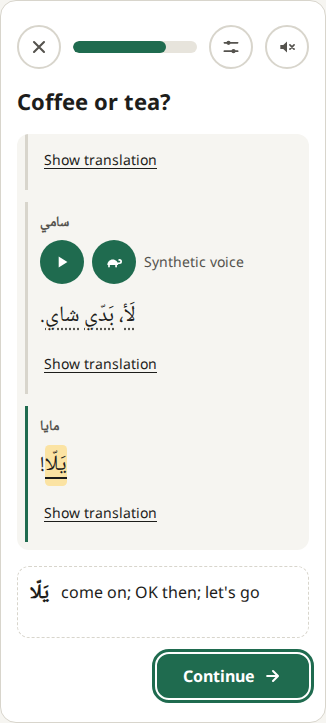 Coffee or tea?
Show translation
سامي
Synthetic voice
لَأ، بَدّي شاي.
Show translation
مايا
يَلّا!
Show translation
يَلّا come on; OK then; let's go
Continue →